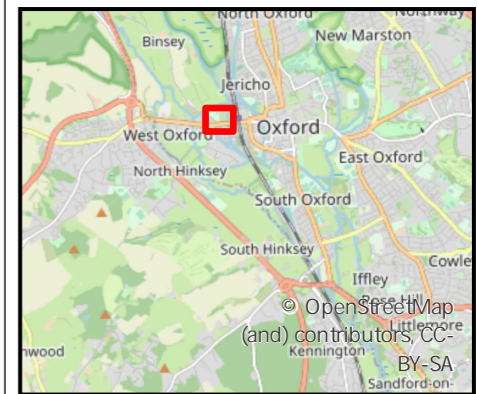 North Oxford
Northway
Binsey
New Marston
Jericho
West Oxford
Oxford
East Oxford
North Hinksey
South Oxford
South Hinksey
Cowle
Iffley
Rose Hill
© OpenStreetMap
(and) contributors, CC-
Littlemore
BY-SA
nwood
Kennington
Sandford-on-